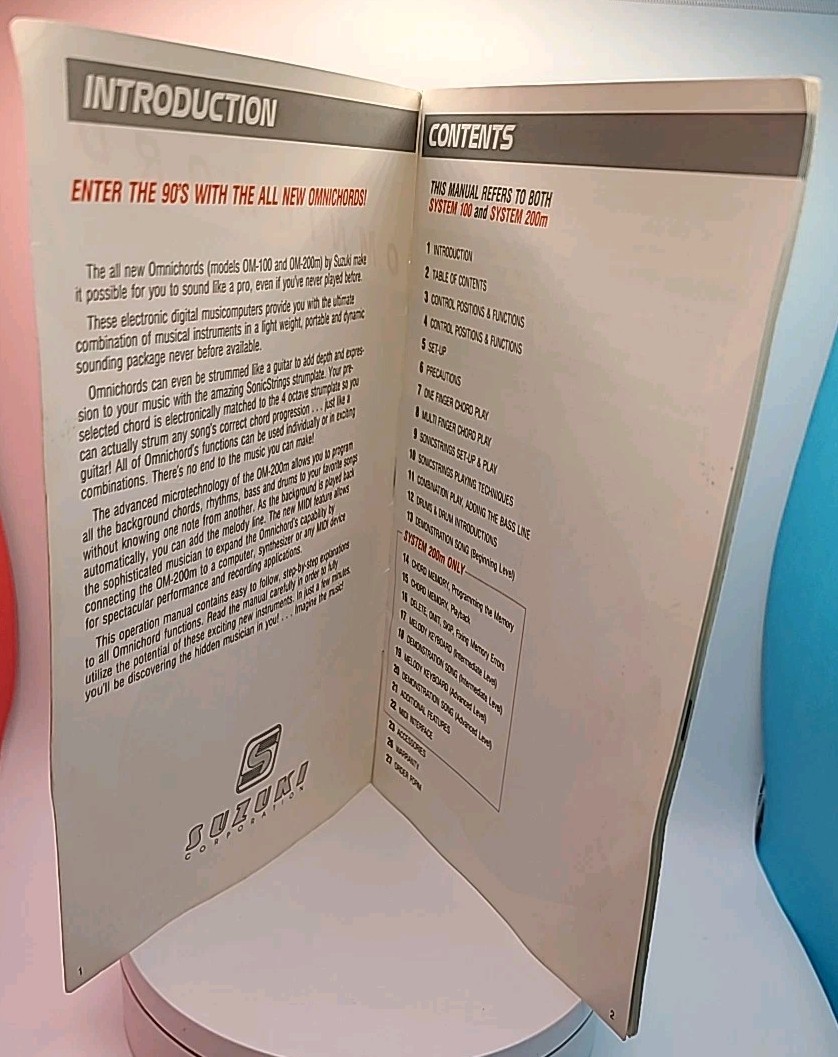 INTRODUCTION
ENTER THE 90'S WITH THE ALL NEW OMNICHORDS!
The all new Omnichords (models OM-100 and OM-200m) by Suzuki make
it possible for you to sound like a pro, even if you've never played before.
These electronic digital musicomputers provide you with the ultimate
combination of musical instruments in a light weight, portable and dynamic
sounding package never before available.
Omnichords can even be strummed like a guitar to add depth and expres-
sion to your music with the amazing SonicStrings strumplate. Your pre-
selected chord is electronically matched to the 4 octave strumplate so you
can actually strum any song's correct chord progression . . . just like a
guitar! All of Omnichord's functions can be used individually or in exciting
combinations. There's no end to the music you can make!
The advanced microtechnology of the OM-200m allows you to program
all the background chords, rhythms, bass and drums to your favorite songs
without knowing one note from another. As the background is played back
automatically, you can add the melody line. The new MIDI feature allows
the sophisticated musician to expand the Omnichord's capability by
connecting the OM-200m to a computer, synthesizer or any MIDI device
for spectacular performance and recording applications.
This operation manual contains easy to follow, step-by-step explanations
to all Omnichord functions. Read the manual carefully in order to fully
utilize the potential of these exciting new instruments. In just a few minutes,
you'll be discovering the hidden musician in you! . . . Imagine the music!
S
SUZUKI
CORPORATION
1
CONTENTS
THIS MANUAL REFERS TO BOTH
SYSTEM 100 and SYSTEM 200m
1 INTRODUCTION
2 TABLE OF CONTENTS
3 CONTROL POSITIONS & FUNCTIONS
4 CONTROL POSITIONS & FUNCTIONS
5 SET-UP
6 PRECAUTIONS
7 ONE FINGER CHORD PLAY
8 MULTI FINGER CHORD PLAY
9 SONICSTRINGS SET-UP & PLAY
10 SONICSTRINGS PLAYING TECHNIQUES
11 COMBINATION PLAY, ADDING THE BASS LINE
12 DRUMS & DRUM INTRODUCTIONS
13 DEMONSTRATION SONG (Beginning Level)
SYSTEM 200m ONLY
14 CHORD MEMORY, Programming the Memory
15 CHORD MEMORY, Playback
16 DELETE, OMIT, SKIP, Fixing Memory Errors
17 MELODY KEYBOARD (Intermediate Level)
18 DEMONSTRATION SONG (Intermediate Level)
19 MELODY KEYBOARD (Advanced Level)
20 DEMONSTRATION SONG (Advanced Level)
21 ADDITIONAL FEATURES
22 MIDI INTERFACE
23 ACCESSORIES
26 WARRANTY
27 ORDER FORM
2